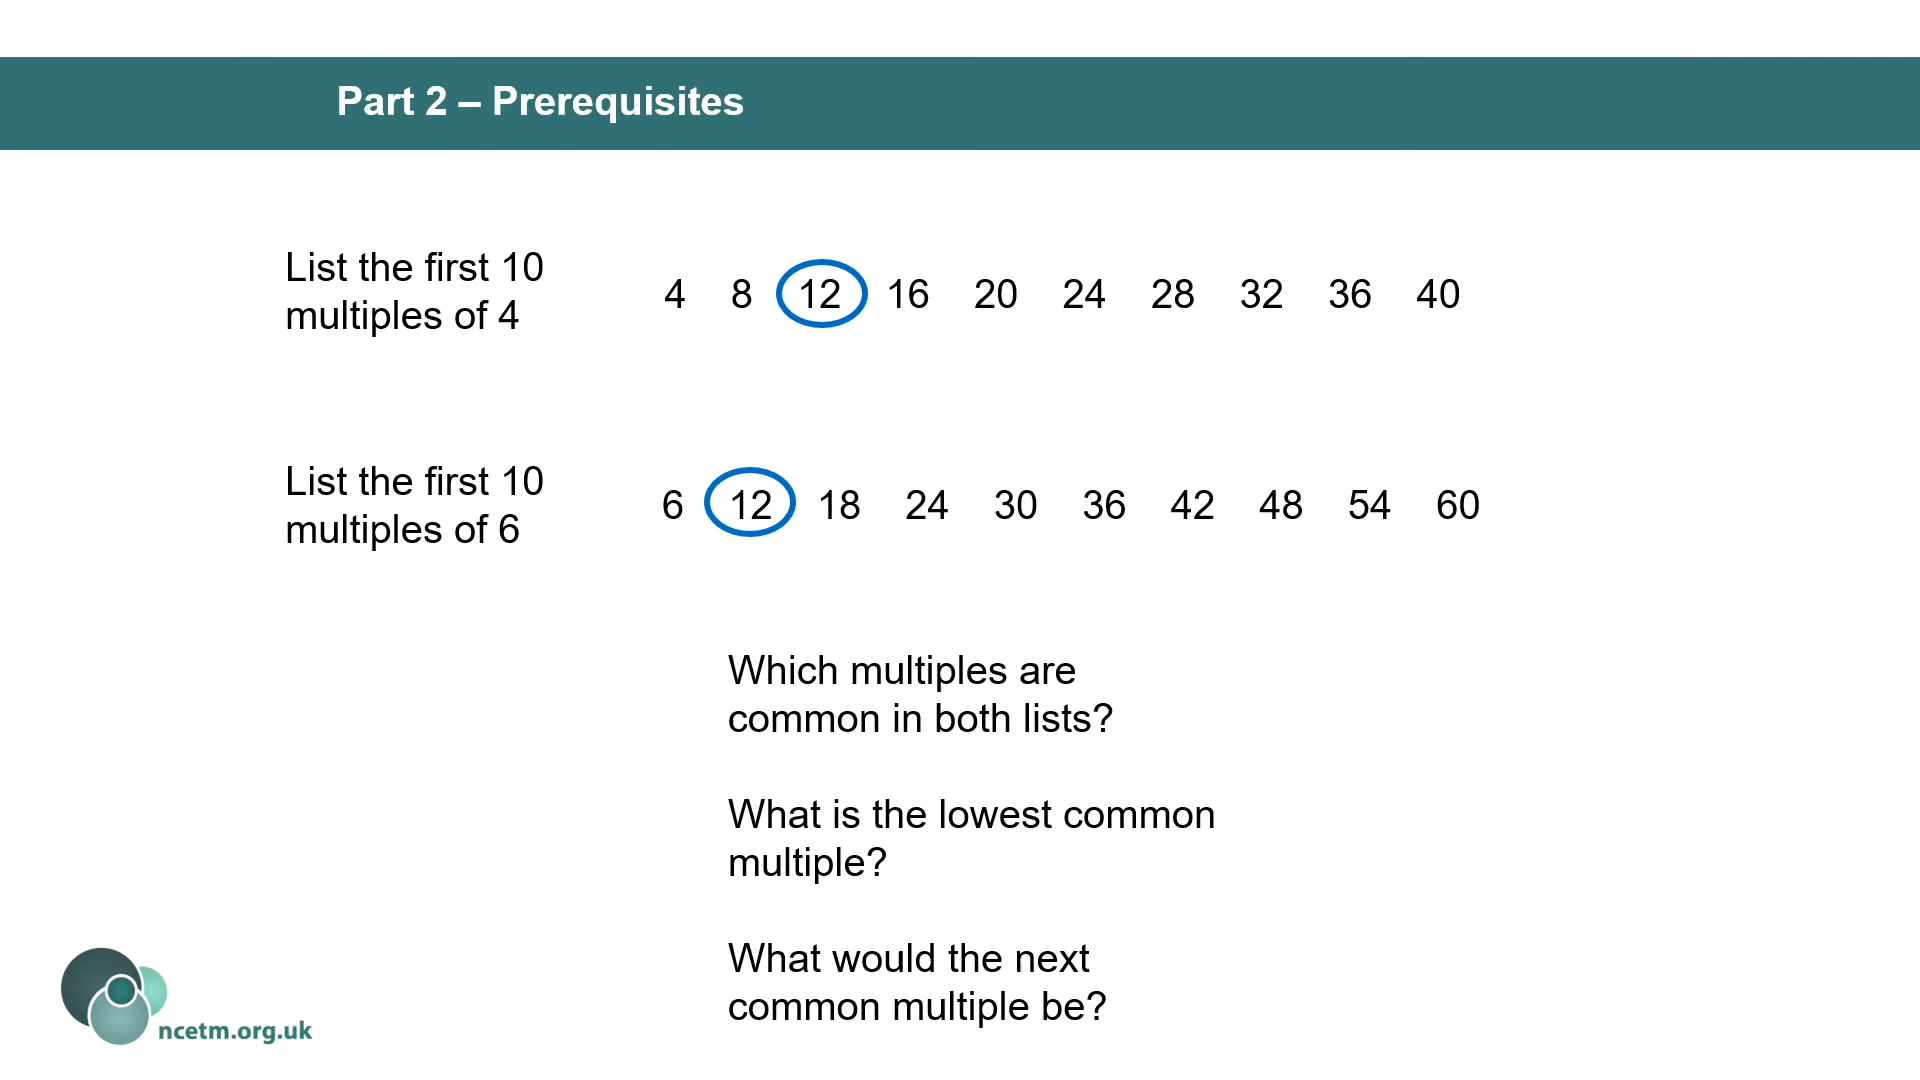 Part 2 – Prerequisites
List the first 10
multiples of 4
4 8 12 16 20 24 28 32 36 40
List the first 10
multiples of 6
6 12 18 24 30 36 42 48 54 60
Which multiples are
common in both lists?
What is the lowest common
multiple?
What would the next
common multiple be?
ncetm.org.uk